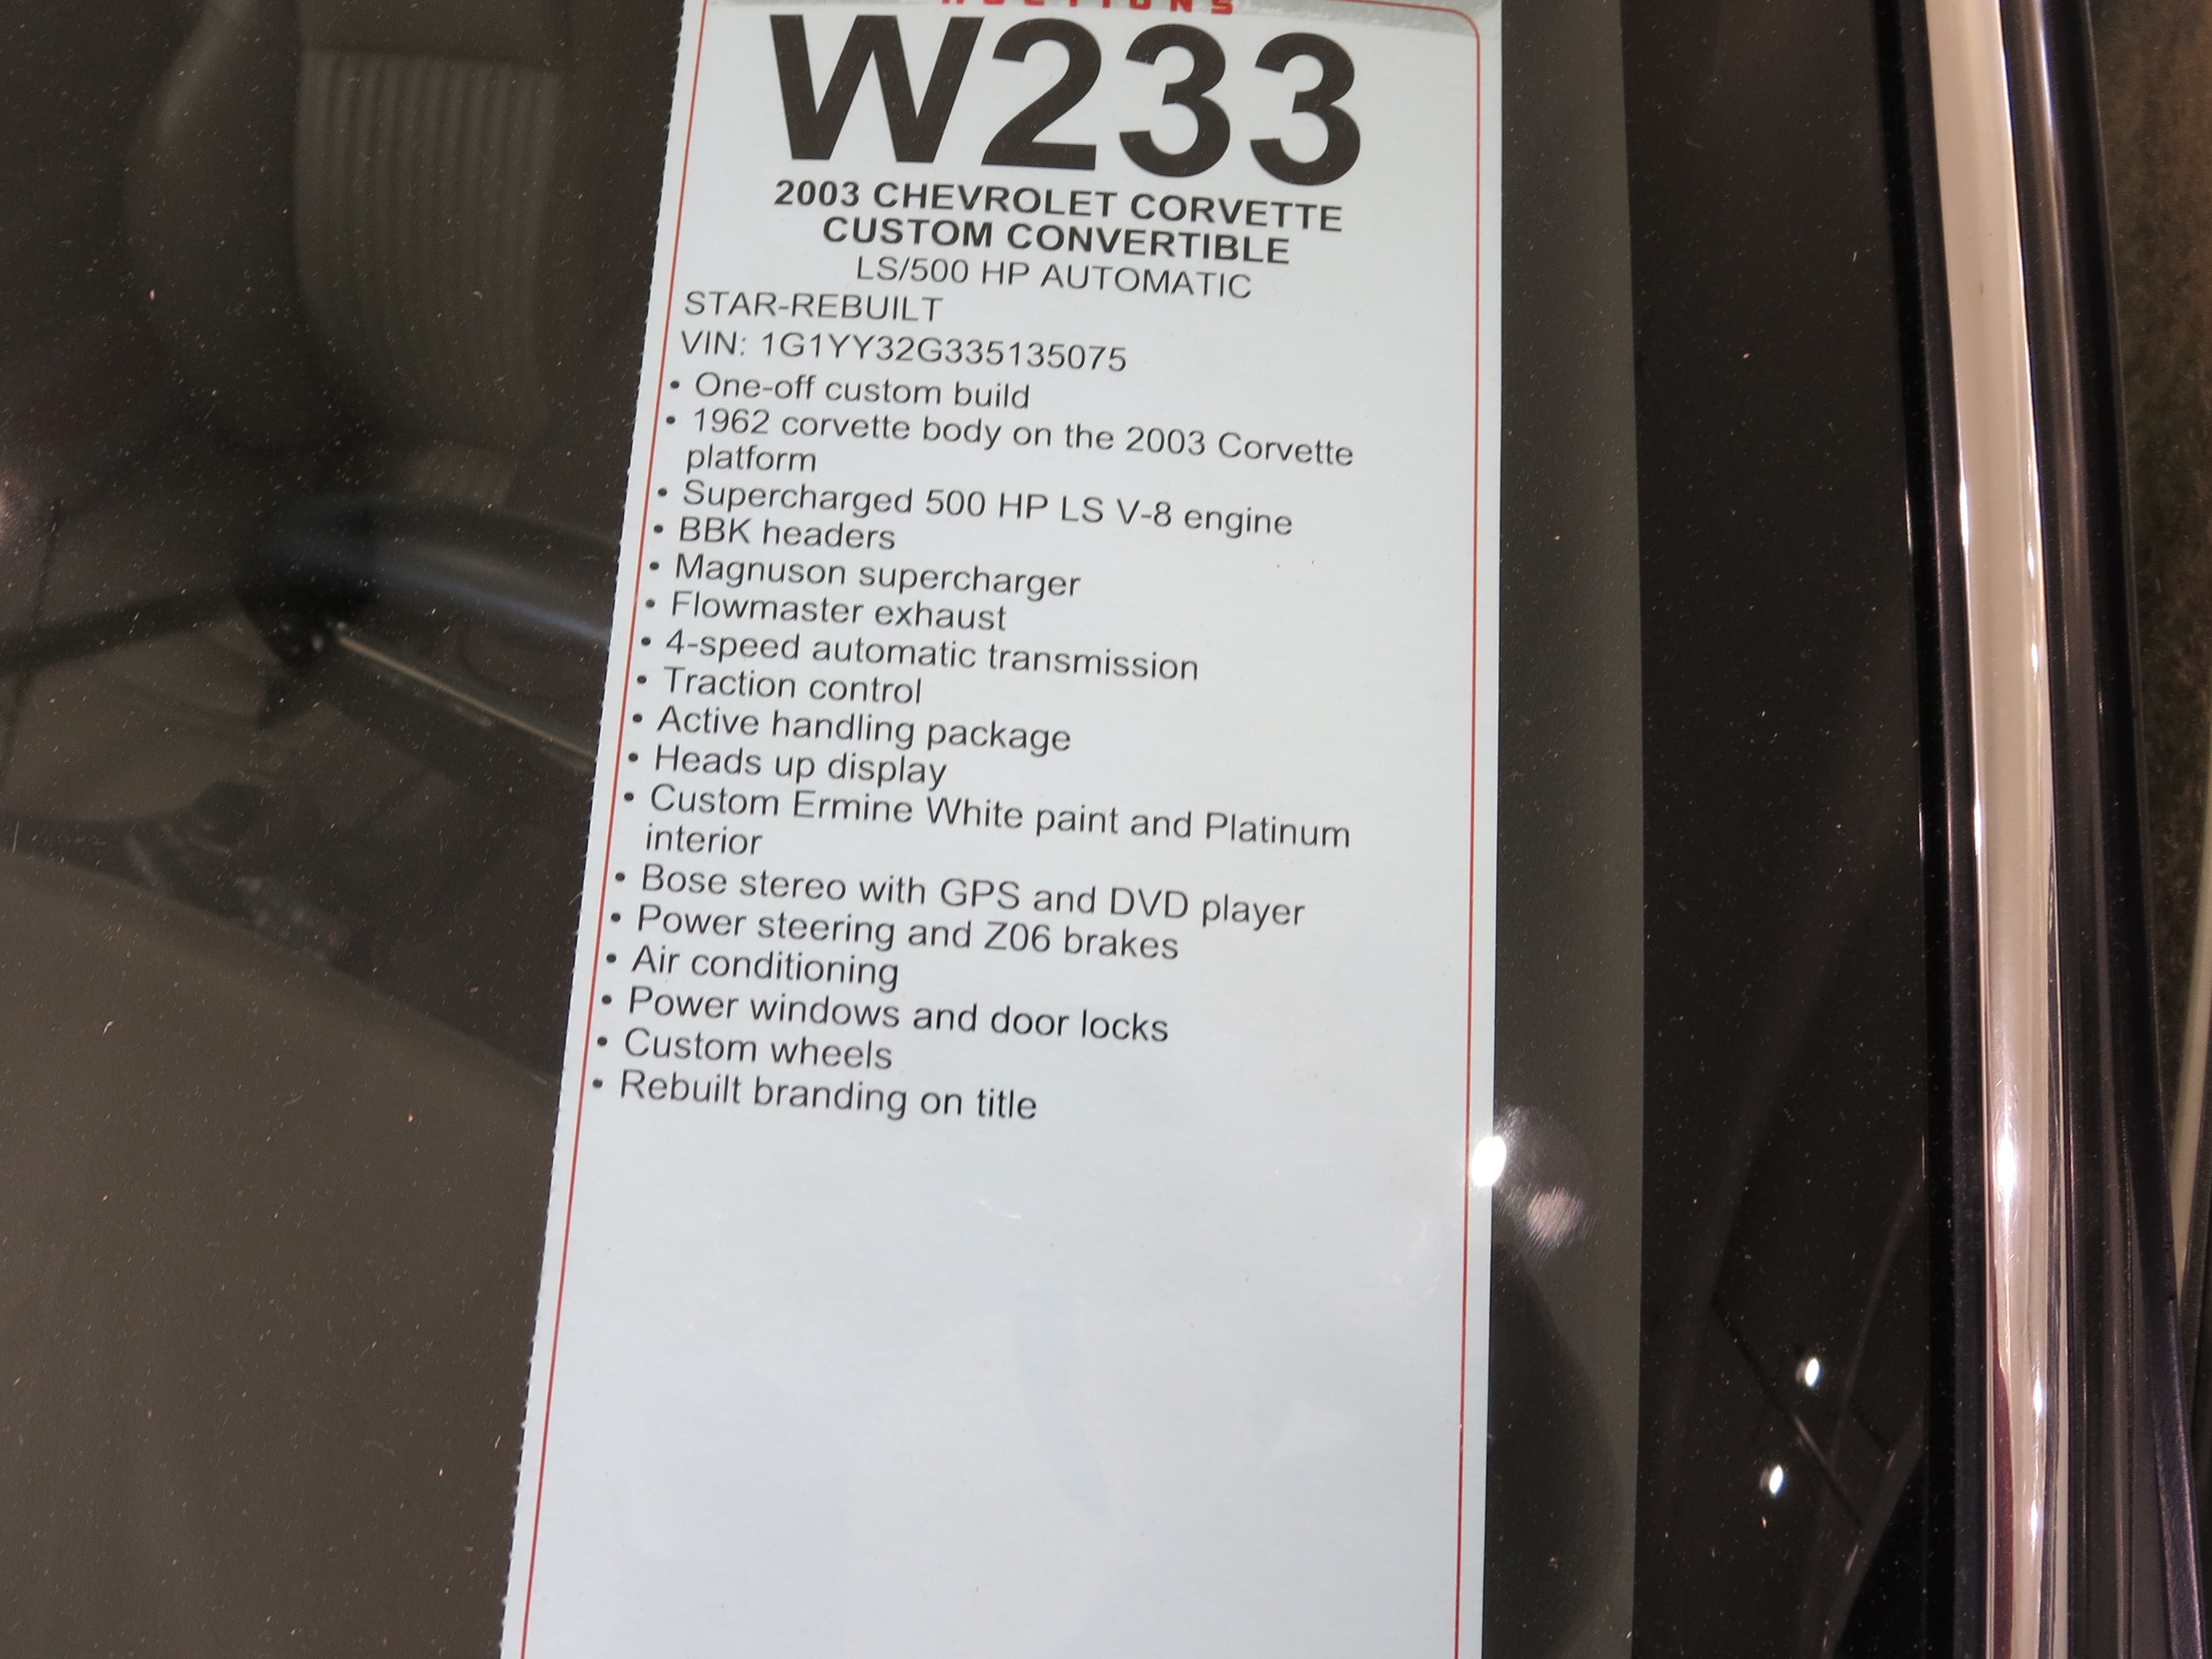 W233
2003 CHEVROLET CORVETTE
CUSTOM CONVERTIBLE
LS/500 HP AUTOMATIC
STAR-REBUILT
VIN: 1G1YY32G335135075
• One-off custom build
• 1962 corvette body on the 2003 Corvette
platform
• Supercharged 500 HP LS V-8 engine
• BBK headers
• Magnuson supercharger
• Flowmaster exhaust
• 4-speed automatic transmission
• Traction control
• Active handling package
• Heads up display
• Custom Ermine White paint and Platinum
interior
• Bose stereo with GPS and DVD player
• Power steering and Z06 brakes
• Air conditioning
• Power windows and door locks
• Custom wheels
• Rebuilt branding on title